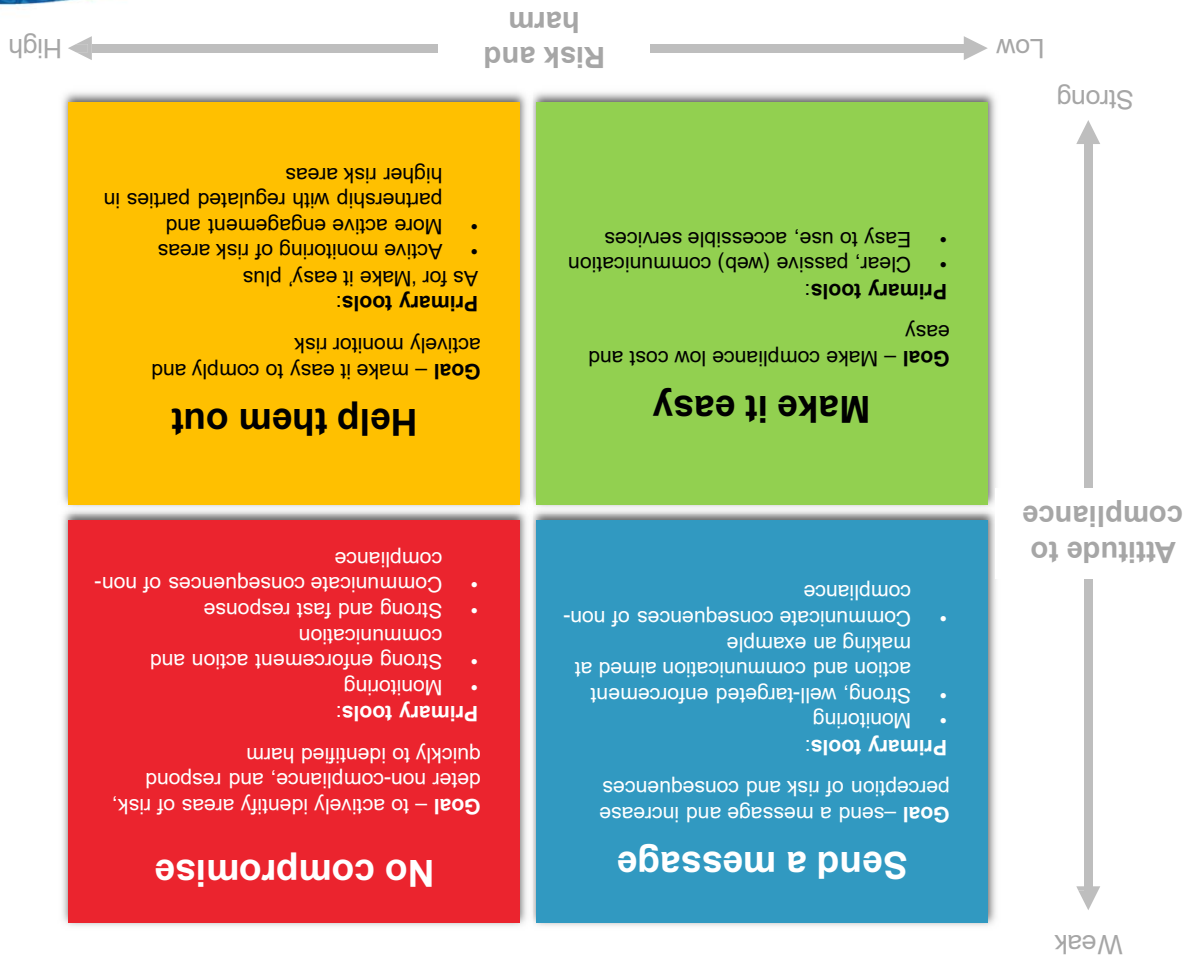 Weak
Send a message
Goal –send a message and increase
perception of risk and consequences
Primary tools:
• Monitoring
• Strong, well-targeted enforcement
action and communication aimed at
making an example
• Communicate consequences of non-
compliance
No compromise
Goal – to actively identify areas of risk,
deter non-compliance, and respond
quickly to identified harm
Primary tools:
• Monitoring
• Strong enforcement action and
communication
• Strong and fast response
• Communicate consequences of non-
compliance
Attitude to
compliance
Make it easy
Goal – Make compliance low cost and
easy
Primary tools:
• Clear, passive (web) communication
• Easy to use, accessible services
Help them out
Goal – make it easy to comply and
actively monitor risk
Primary tools:
As for 'Make it easy' plus
• Active monitoring of risk areas
• More active engagement and
partnership with regulated parties in
higher risk areas
Strong
Low
Risk and
harm
High